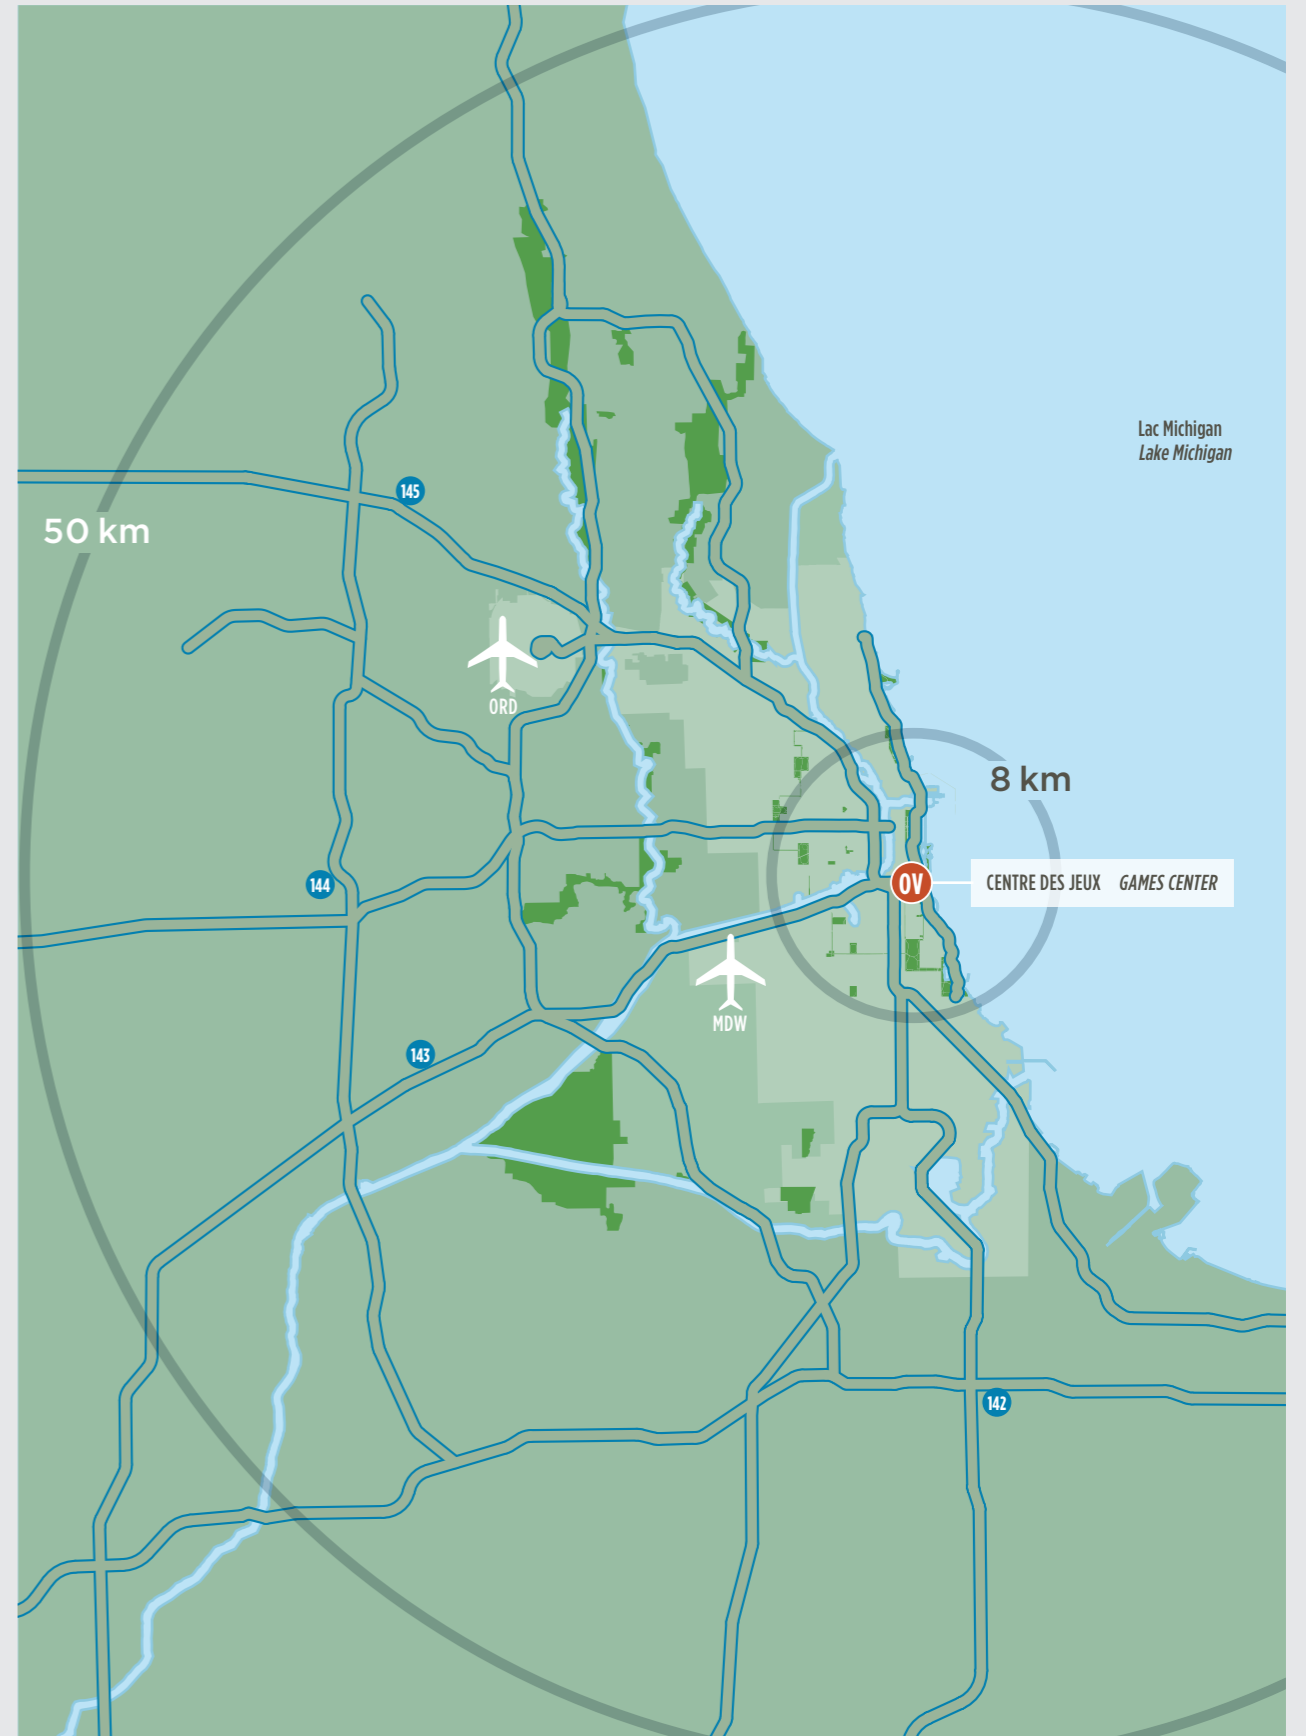 Lac Michigan
Lake Michigan
145
50 km
ORD
8 km
144
OV
CENTRE DES JEUX GAMES CENTER
MDW
143
142